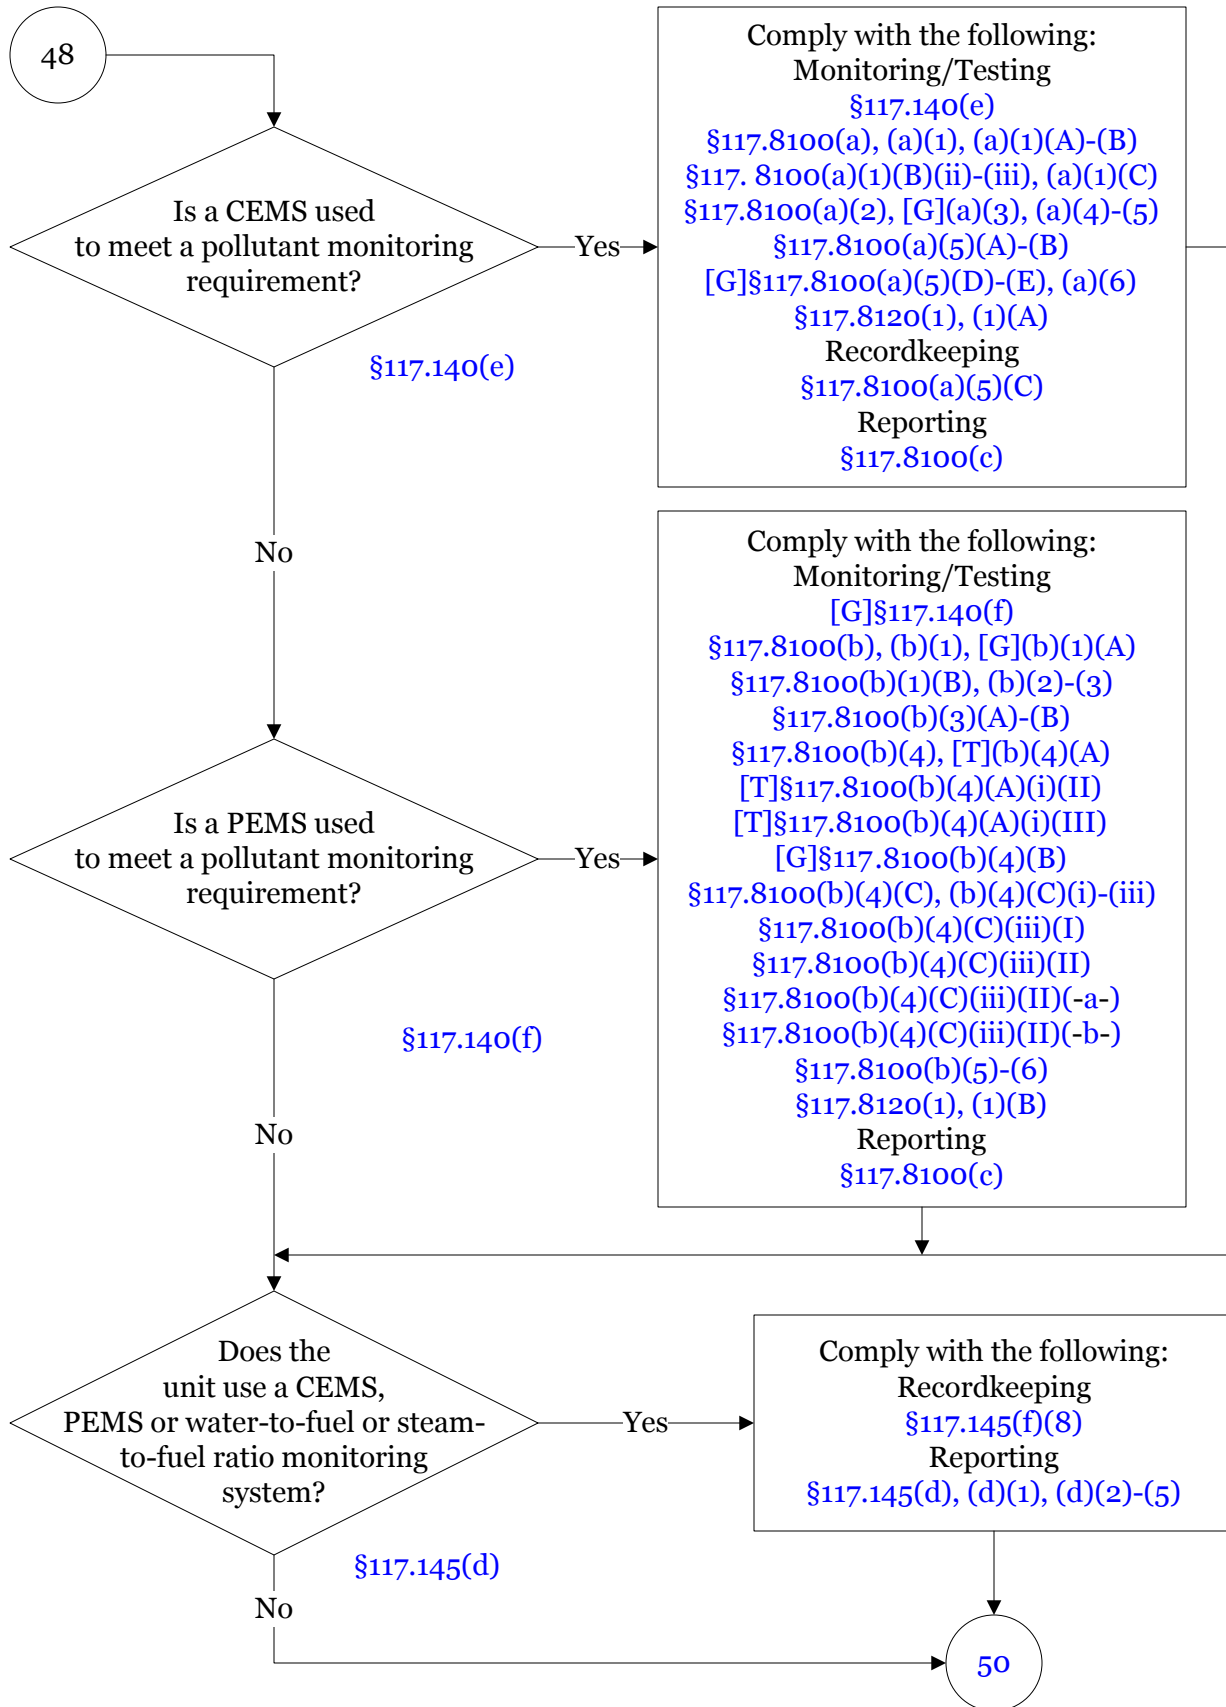 48
Is a CEMS used
to meet a pollutant monitoring
requirement?
Yes
§117.140(e)
Comply with the following:
Monitoring/Testing
§117.140(e)
§117.8100(a), (a)(1), (a)(1)(A)-(B)
§117. 8100(a)(1)(B)(ii)-(iii), (a)(1)(C)
§117.8100(a)(2), [G](a)(3), (a)(4)-(5)
§117.8100(a)(5)(A)-(B)
[G]§117.8100(a)(5)(D)-(E), (a)(6)
§117.8120(1), (1)(A)
Recordkeeping
§117.8100(a)(5)(C)
Reporting
§117.8100(c)
No
Is a PEMS used
to meet a pollutant monitoring
requirement?
Yes
§117.140(f)
Comply with the following:
Monitoring/Testing
[G]§117.140(f)
§117.8100(b), (b)(1), [G](b)(1)(A)
§117.8100(b)(1)(B), (b)(2)-(3)
§117.8100(b)(3)(A)-(B)
§117.8100(b)(4), [T](b)(4)(A)
[T]§117.8100(b)(4)(A)(i)(II)
[T]§117.8100(b)(4)(A)(i)(III)
[G]§117.8100(b)(4)(B)
§117.8100(b)(4)(C), (b)(4)(C)(i)-(iii)
§117.8100(b)(4)(C)(iii)(I)
§117.8100(b)(4)(C)(iii)(II)
§117.8100(b)(4)(C)(iii)(II)(-a-)
§117.8100(b)(4)(C)(iii)(II)(-b-)
§117.8100(b)(5)-(6)
§117.8120(1), (1)(B)
Reporting
§117.8100(c)
No
Does the
unit use a CEMS,
PEMS or water-to-fuel or steam-
to-fuel ratio monitoring
system?
Yes
§117.145(d)
Comply with the following:
Recordkeeping
§117.145(f)(8)
Reporting
§117.145(d), (d)(1), (d)(2)-(5)
No
50